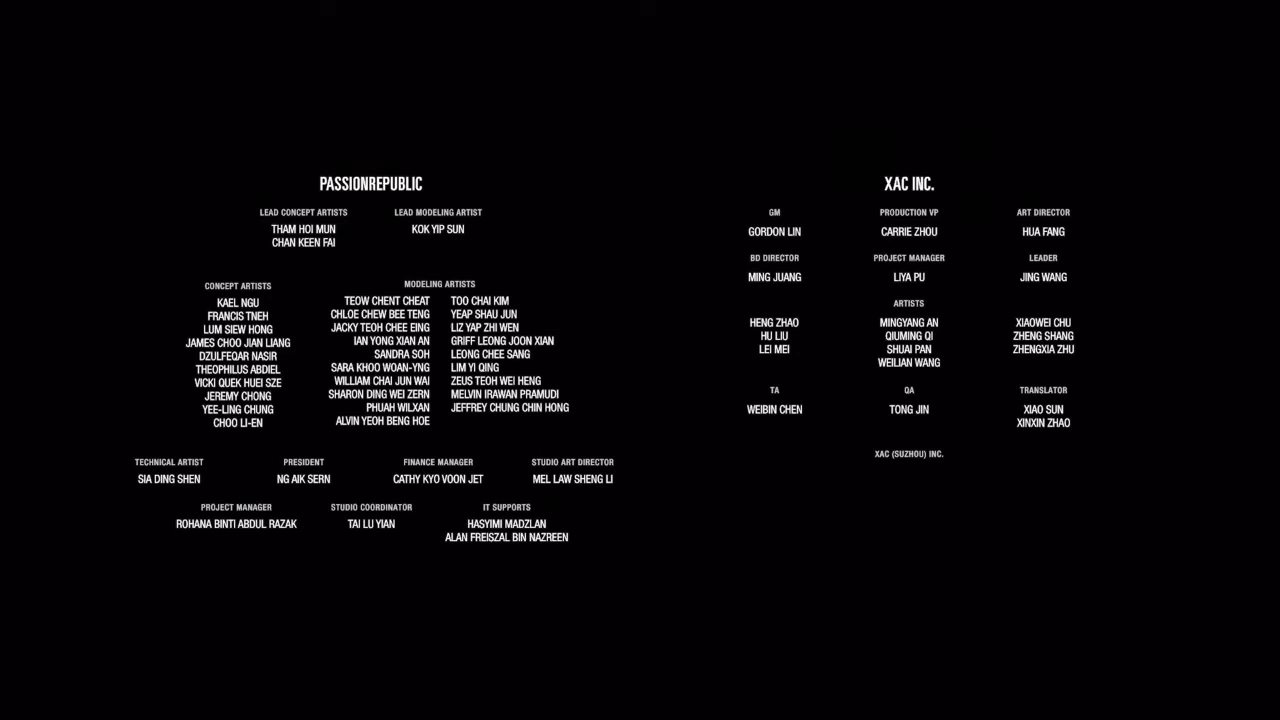 PASSIONREPUBLIC
LEAD CONCEPT ARTISTS
THAM HOI MUN
CHAN KEEN FAI
LEAD MODELING ARTIST
KOK YIP SUN
CONCEPT ARTISTS
KAEL NGU
FRANCIS TNEH
LUM SIEW HONG
JAMES CHOO JIAN LIANG
DZULFEQAR NASIR
THEOPHILUS ABDIEL
VICKI QUEK HUEI SZE
JEREMY CHONG
YEE-LING CHUNG
CHOO LI-EN
MODELING ARTISTS
TEOW CHENT CHEAT
CHLOE CHEW BEE TENG
JACKY TEOH CHEE EING
IAN YONG XIAN AN
SANDRA SOH
SARA KHOO WOAN-YNG
WILLIAM CHAI JUN WAI
SHARON DING WEI ZERN
PHUAH WILXAN
ALVIN YEOH BENG HOE
TOO CHAI KIM
YEAP SHAU JUN
LIZ YAP ZHI WEN
GRIFF LEONG JOON XIAN
LEONG CHEE SANG
LIM YI QING
ZEUS TEOH WEI HENG
MELVIN IRAWAN PRAMUDI
JEFFREY CHUNG CHIN HONG
TECHNICAL ARTIST
SIA DING SHEN
PRESIDENT
NG AIK SERN
FINANCE MANAGER
CATHY KYO VOON JET
STUDIO ART DIRECTOR
MEL LAW SHENG LI
PROJECT MANAGER
ROHANA BINTI ABDUL RAZAK
STUDIO COORDINATOR
TAI LU YIAN
IT SUPPORTS
HASYIMI MADZLAN
ALAN FREISZAL BIN NAZREEN
XAC INC.
GM
GORDON LIN
PRODUCTION VP
CARRIE ZHOU
ART DIRECTOR
HUA FANG
BD DIRECTOR
MING JUANG
PROJECT MANAGER
LIYA PU
LEADER
JING WANG
ARTISTS
HENG ZHAO
HU LIU
LEI MEI
MINGYANG AN
QIUMING QI
SHUAI PAN
WEILIAN WANG
XIAOWEI CHU
ZHENG SHANG
ZHENGXIA ZHU
TA
WEIBIN CHEN
QA
TONG JIN
TRANSLATOR
XIAO SUN
XINXIN ZHAO
XAC (SUZHOU) INC.